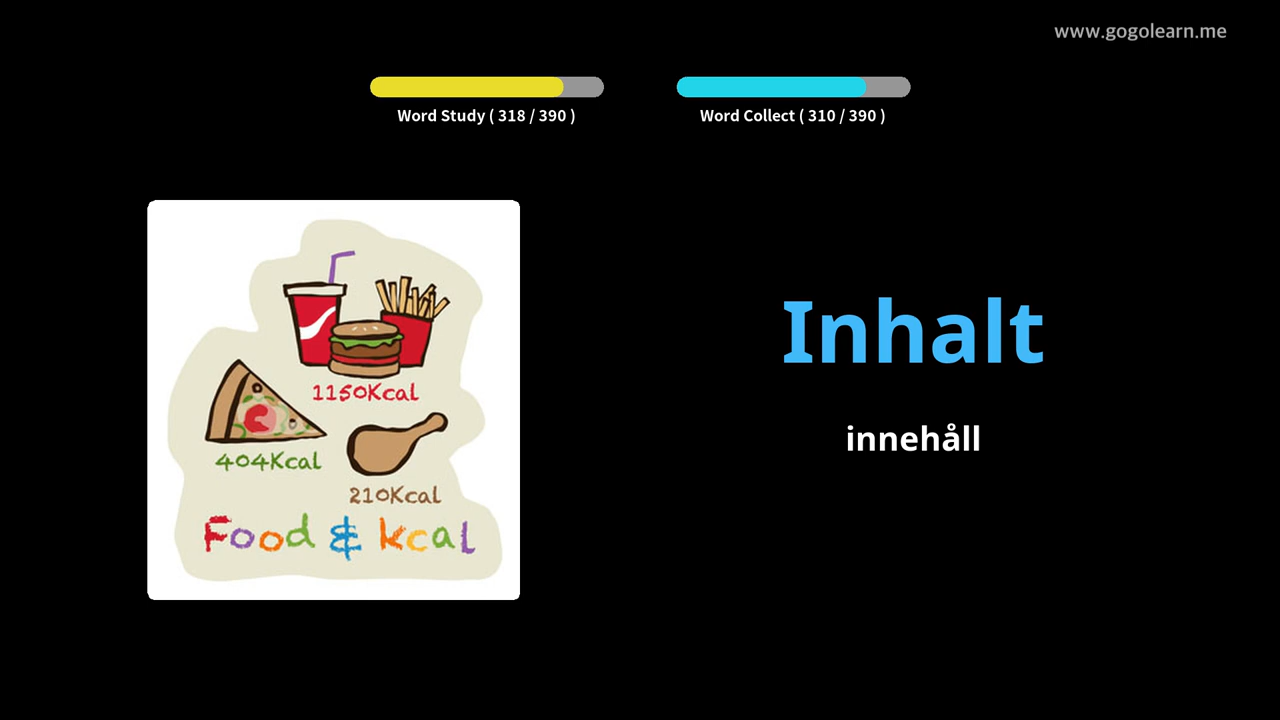 www.gogolearn.me
Word Study ( 318 / 390 )
Word Collect ( 310 / 390 )
1150Kcal
404Kcal
210Kcal
Food & kcal
Inhalt
innehåll